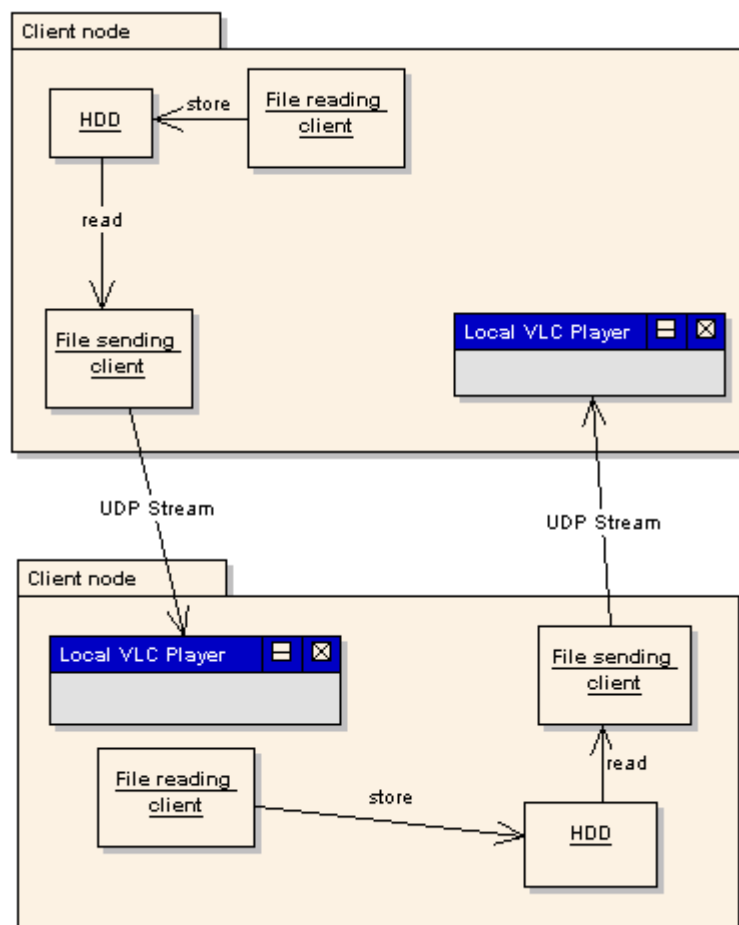 Client node
HDD
store
File reading
client
read
File sending
client
Local VLC Player
UDP Stream
UDP Stream
Client node
Local VLC Player
File sending
client
File reading
client
store
read
HDD